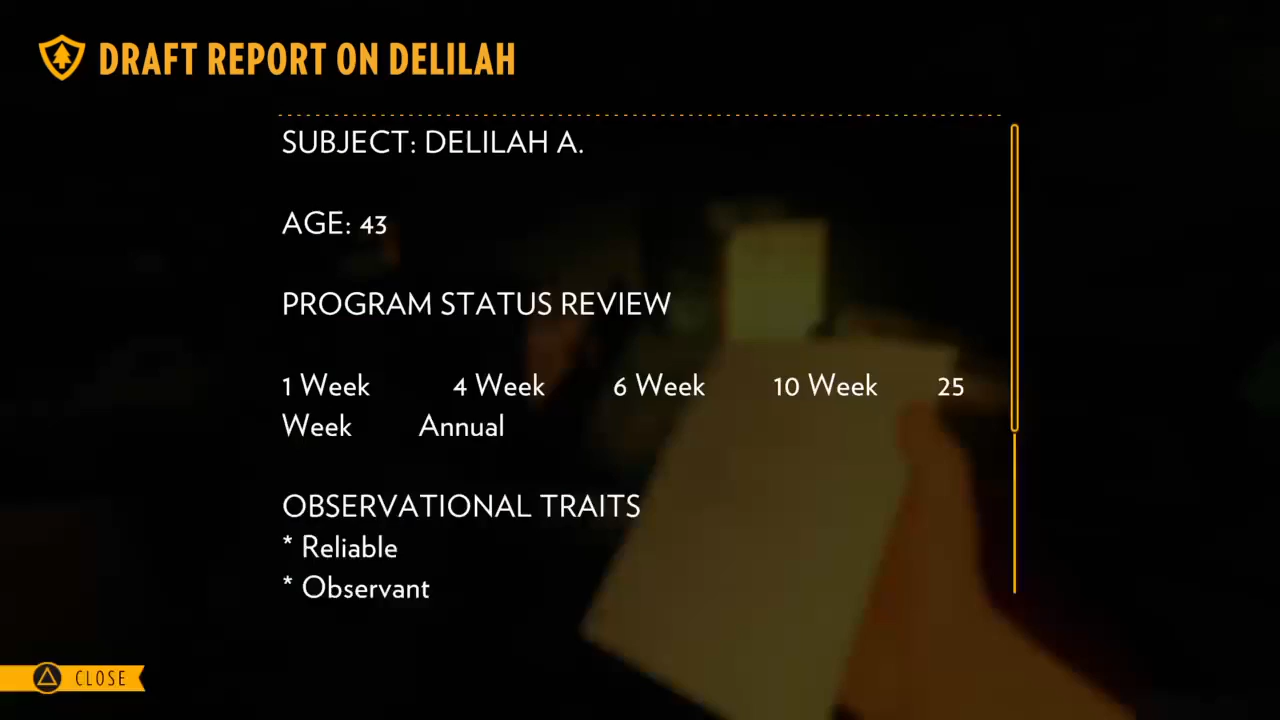 DRAFT REPORT ON DELILAH
SUBJECT: DELILAH A.
AGE: 43
PROGRAM STATUS REVIEW
1 Week 4 Week 6 Week 10 Week 25
Week Annual
OBSERVATIONAL TRAITS
* Reliable
* Observant
CLOSE